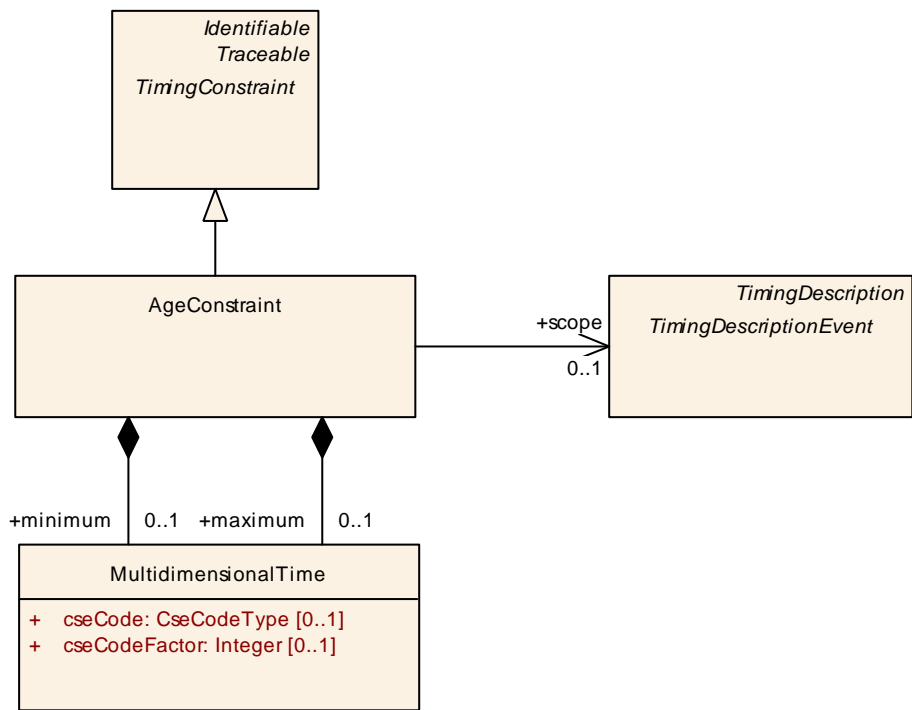 Identifiable
Traceable
TimingConstraint
AgeConstraint
TimingDescription
TimingDescriptionEvent
+scope
0..1
+minimum 0..1 +maximum 0..1
MultidimensionalTime
+ cseCode: CseCodeType [0..1]
+ cseCodeFactor: Integer [0..1]